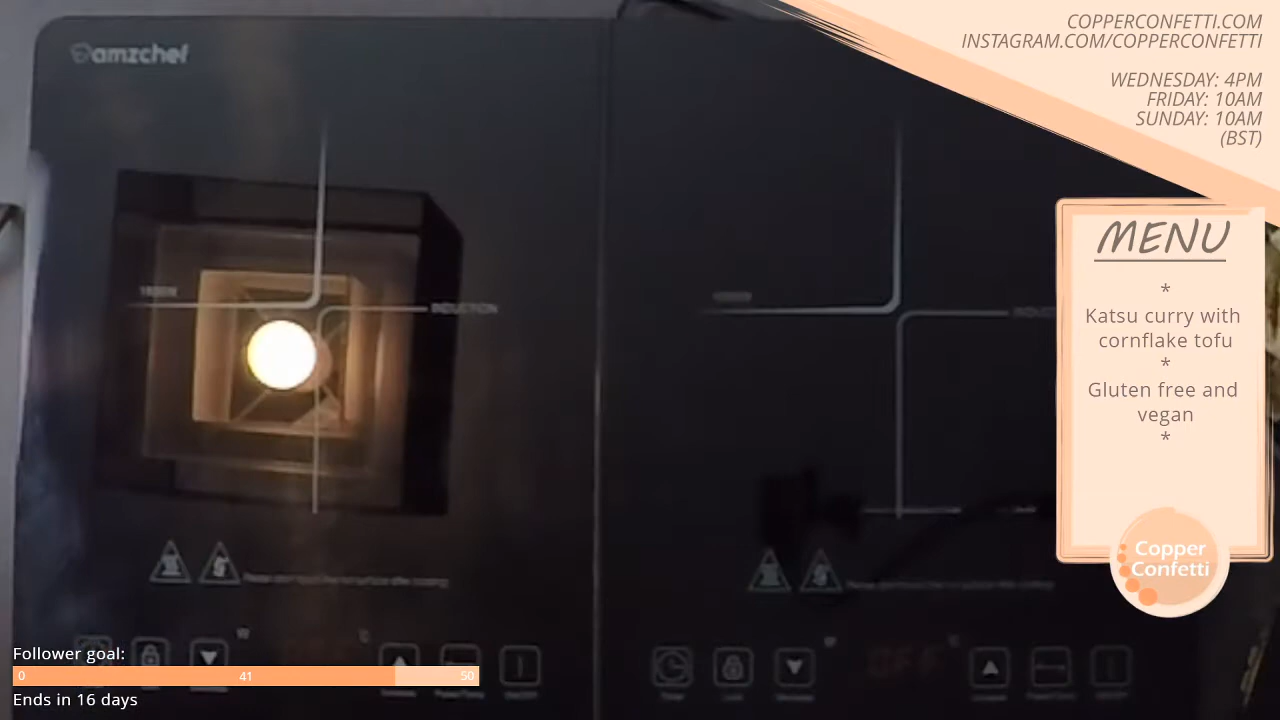 amzchef
COPPERCONFETTI.COM
INSTAGRAM.COM/COPPERCONFETTI
WEDNESDAY: 4PM
FRIDAY: 10AM
SUNDAY: 10AM
(BST)
MENU
*
Katsu curry with
cornflake tofu
*
Gluten free and
vegan
*
Copper
Confetti
INDUCTION
Follower goal:
0 41 50
Ends in 16 days